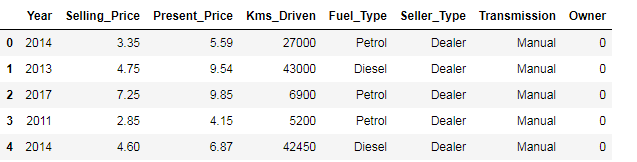 Year Selling_Price Present_Price Kms_Driven Fuel_Type Seller_Type Transmission Owner
0 2014 3.35 5.59 27000 Petrol Dealer Manual 0
1 2013 4.75 9.54 43000 Diesel Dealer Manual 0
2 2017 7.25 9.85 6900 Petrol Dealer Manual 0
3 2011 2.85 4.15 5200 Petrol Dealer Manual 0
4 2014 4.60 6.87 42450 Diesel Dealer Manual 0